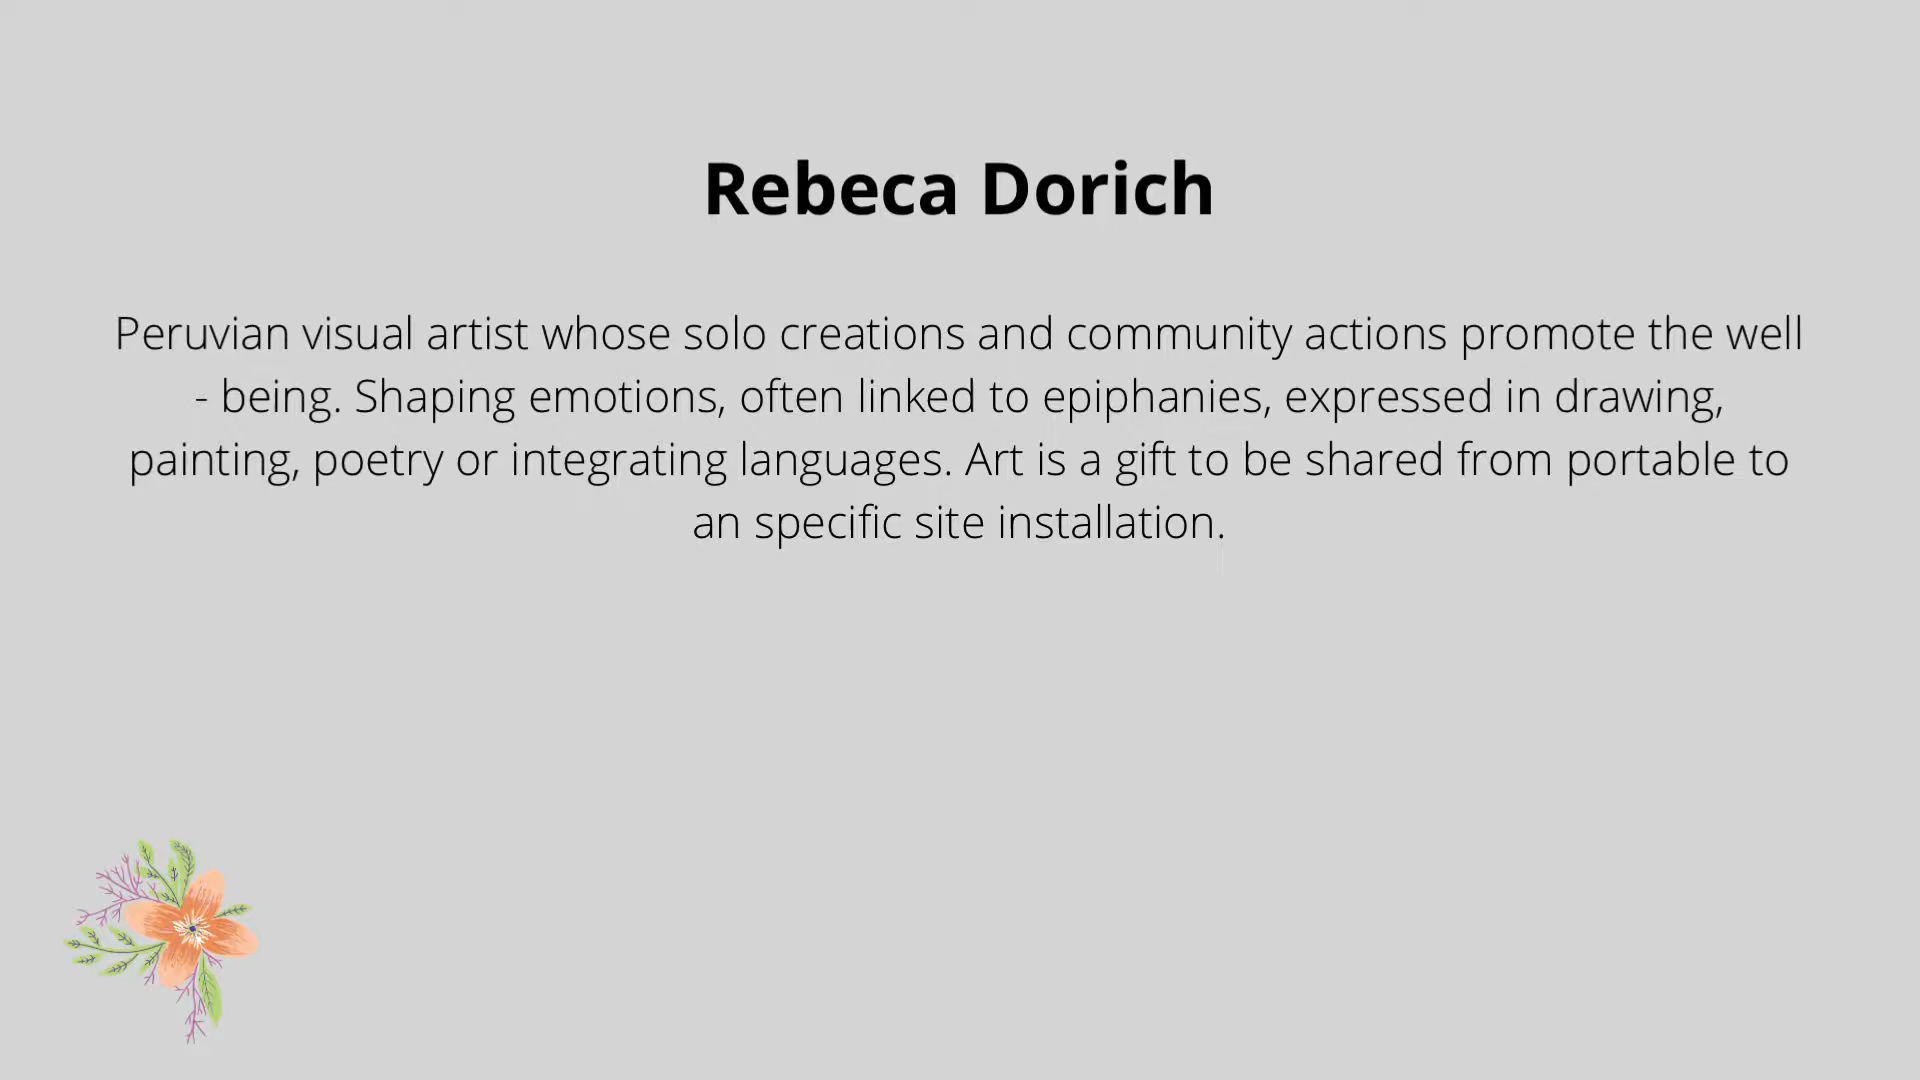 Rebeca Dorich
Peruvian visual artist whose solo creations and community actions promote the well
- being. Shaping emotions, often linked to epiphanies, expressed in drawing,
painting, poetry or integrating languages. Art is a gift to be shared from portable to
an specific site installation.